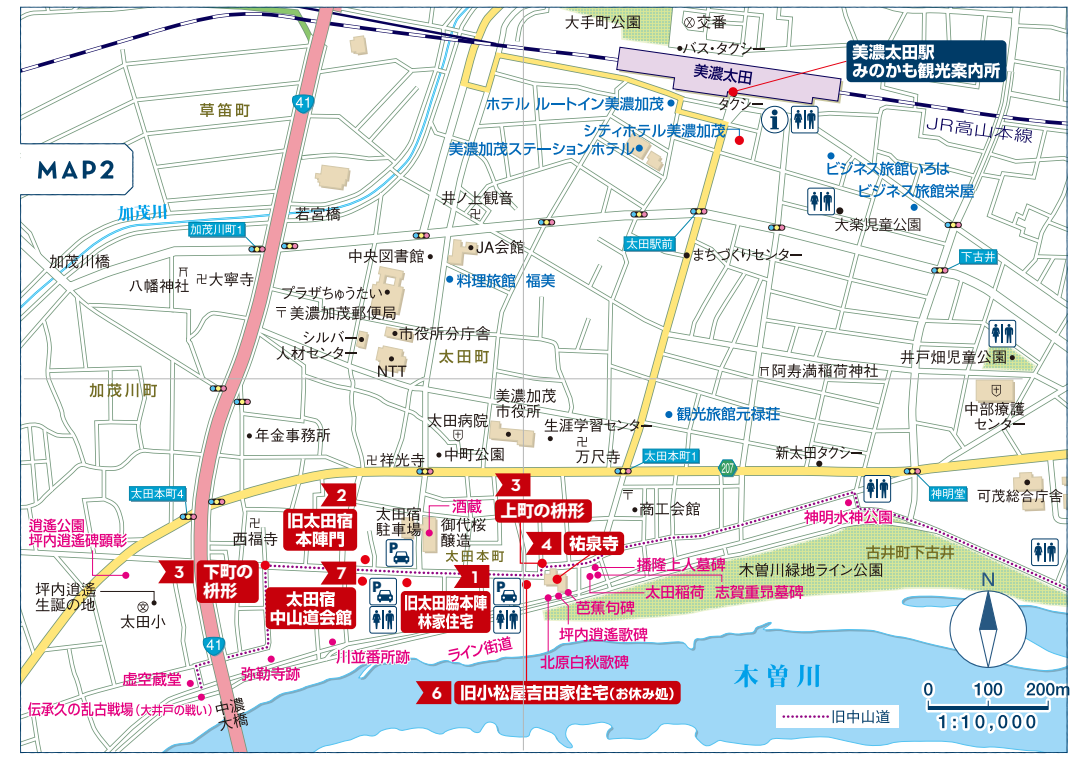 大手町公園
交番
バス・タクシー
美濃太田駅
みのかも観光案内所
美濃太田
タクシー
JR高山本線
草笛町
41
ホテル ルートイン美濃加茂
シティホテル美濃加茂
美濃加茂ステーションホテル
MAP2
ビジネス旅館いろは
ビジネス旅館栄屋
加茂川
若宮橋
井ノ上観音
大楽児童公園
加茂川町1
太田駅前
加茂川橋
中央図書館
JA会館
まちづくりセンター
下古井
八幡神社
大寧寺
料理旅館 福美
プラザちゅうたい
美濃加茂郵便局
シルバー
人材センター
市役所分庁舎
太田町
NTT
井戸畑児童公園
阿寿満稲荷神社
加茂川町
美濃加茂
市役所
観光旅館元禄荘
中部療護
センター
太田病院
生涯学習センター
年金事務所
中町公園
万尺寺
祥光寺
太田本町1
207
新太田タクシー
太田本町4
神明堂
可茂総合庁舎
2
旧太田宿
本陣門
太田宿
駐車場
酒蔵
御代桜
醸造
3
上町の枡形
商工会館
神明水神公園
逍遥公園
坪内逍遥碑顕彰
西福寺
太田本町
4
祐泉寺
古井町下古井
3
下町の
枡形
7
太田宿
中山道会館
P
P
1
旧太田脇本陣
林家住宅
P
播隆上人墓碑
木曽川緑地ライン公園
太田稲荷
志賀重昂墓碑
坪内逍遥
生誕の地
太田小
芭蕉句碑
坪内逍遥歌碑
北原白秋歌碑
N
41
川並番所跡
ライン街道
弥勒寺跡
虚空蔵堂
木曽川
6
旧小松屋吉田家住宅(お休み処)
伝承久の乱古戦場(大井戸の戦い)
中濃
大橋
0 100 200m
1:10,000
旧中山道